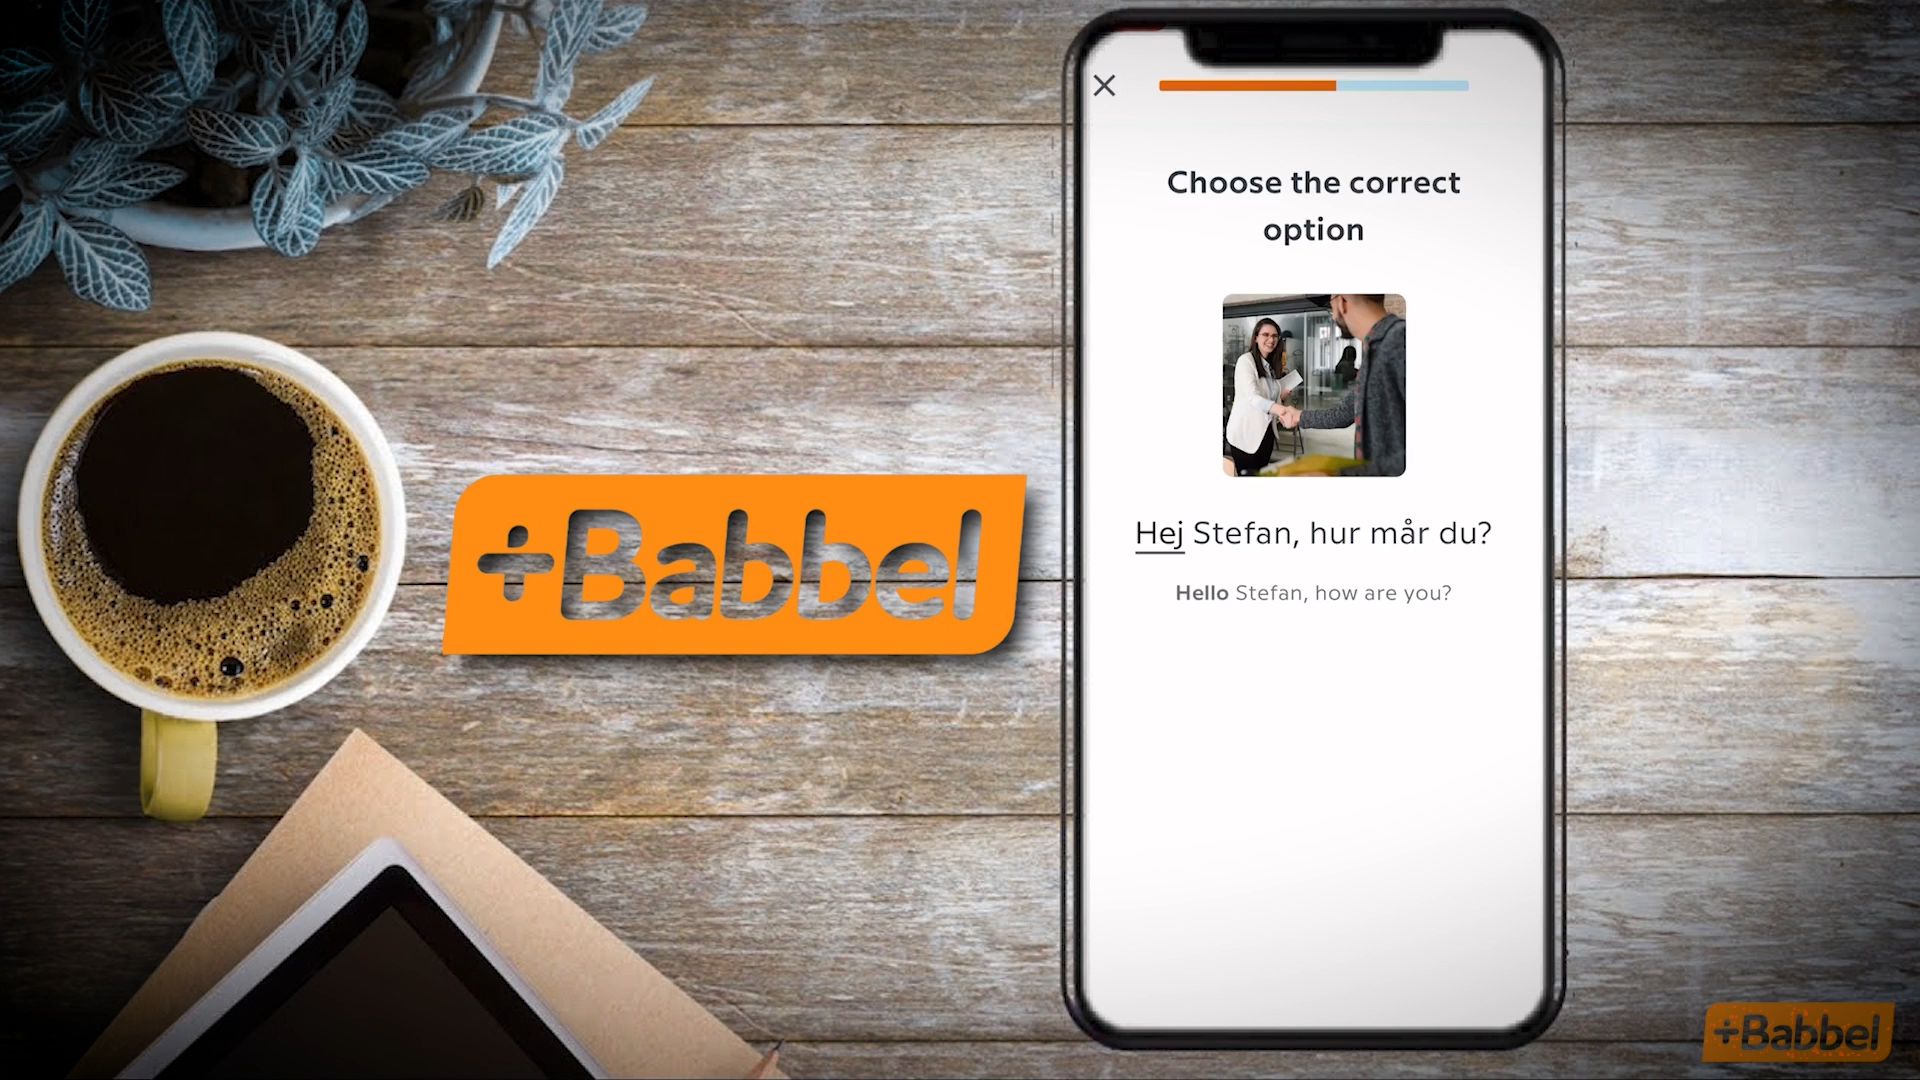 +Babbel
Choose the correct
option
Hej Stefan, hur mår du?
Hello Stefan, how are you?
+Babbel